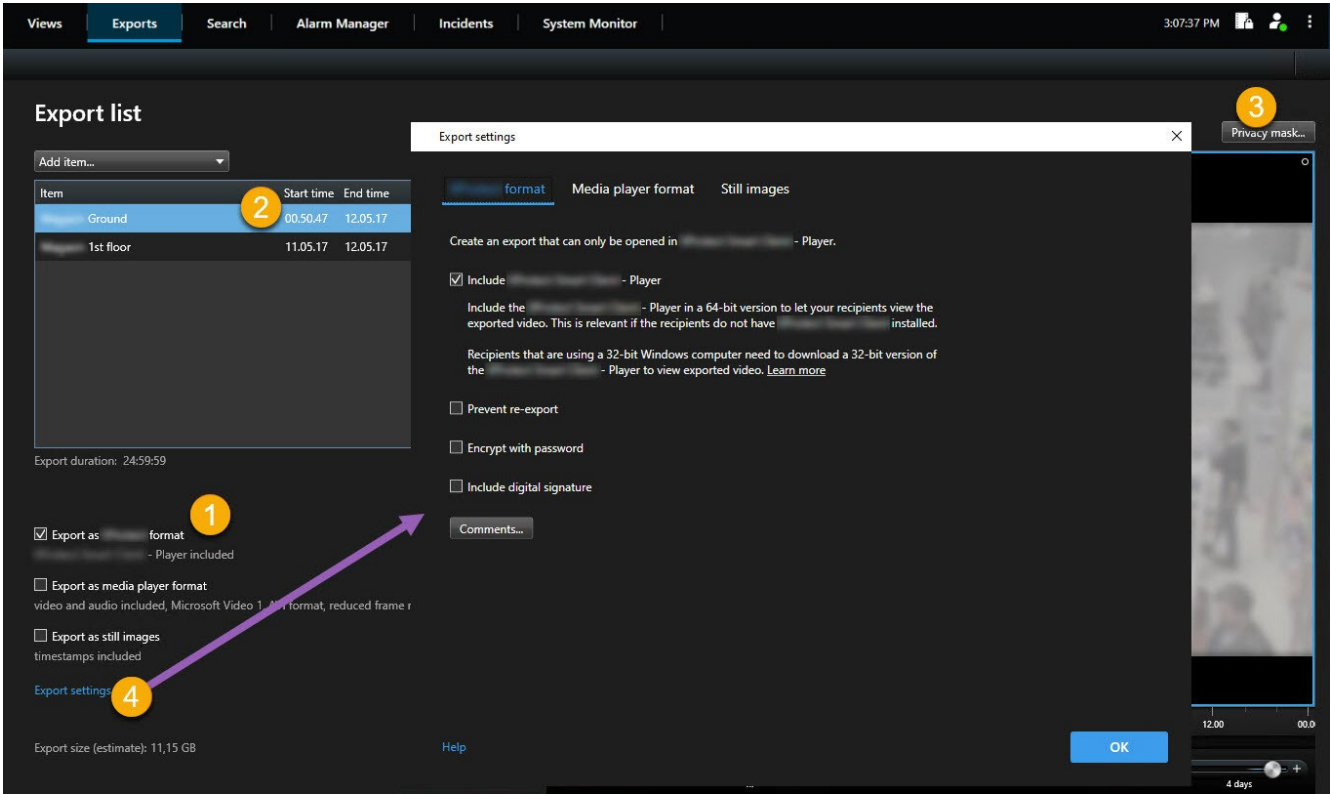 Views Exports Search Alarm Manager Incidents System Monitor 3:07:37 PM
Export list
3
Privacy mask...
Export settings
Add item...
Item Start time End time
2
Ground 00.50.47 12.05.17
1st floor 11.05.17 12.05.17
Export duration: 24:59:59
1
Export as format
- Player included
Export as media player format
video and audio included, Microsoft Video 1, format, reduced frame
Export as still images
timestamps included
Export settings
4
Export size (estimate): 11,15 GB
format Media player format Still images
Create an export that can only be opened in - Player.
Include - Player
Include the - Player in a 64-bit version to let your recipients view the
exported video. This is relevant if the recipients do not have installed.
Recipients that are using a 32-bit Windows computer need to download a 32-bit version of
the - Player to view exported video. Learn more
Prevent re-export
Encrypt with password
Include digital signature
Comments...
Help
OK
12.00 00.0
4 days